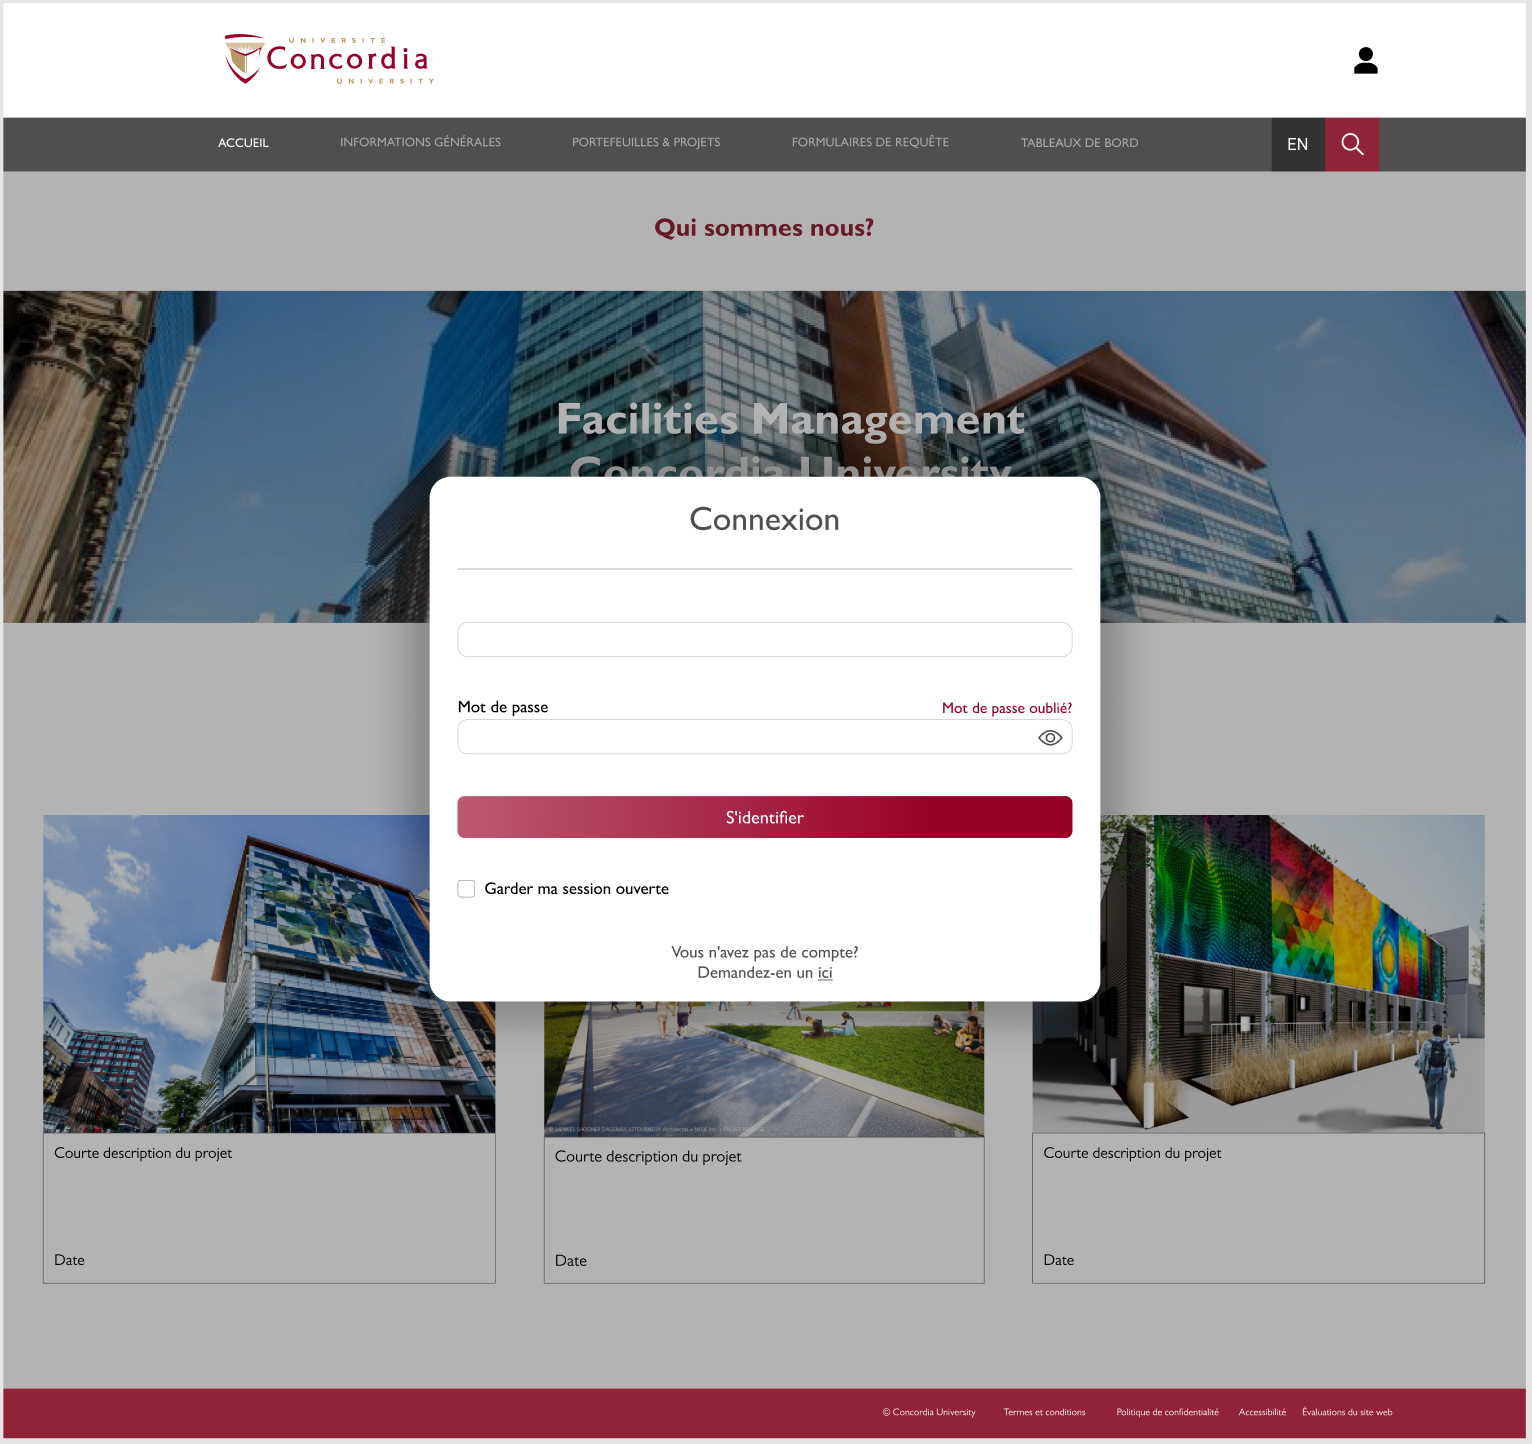 UNIVERSITÉ
Concordia
UNIVERSITY
ACCUEIL
INFORMATIONS GÉNÉRALES
PORTEFEUILLES & PROJETS
FORMULAIRES DE REQUÊTE
TABLEAUX DE BORD
EN
Qui sommes nous?
Facilities Management
Concordia University
Connexion
Mot de passe
Mot de passe oublié?
S'identifier
Garder ma session ouverte
Vous n'avez pas de compte?
Demandez-en un ici
Courte description du projet
Date
Courte description du projet
Date
Courte description du projet
Date
© Concordia University
Termes et conditions
Politique de confidentialité
Accessibilité
Évaluations du site web